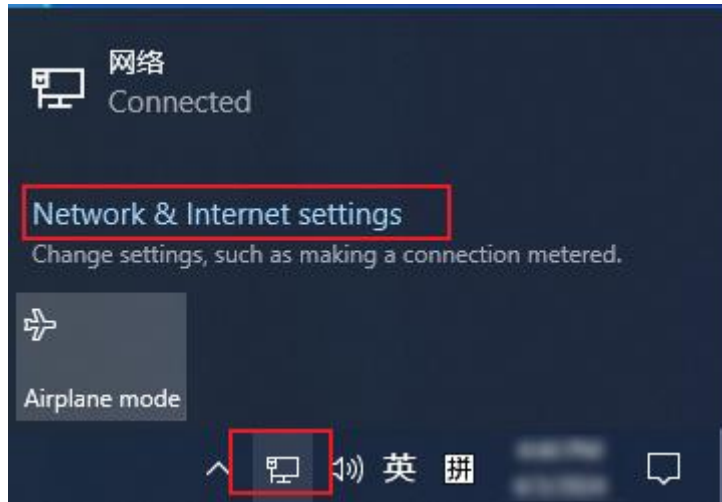 网络
Connected
Network & Internet settings
Change settings, such as making a connection metered.
Airplane mode
英 拼